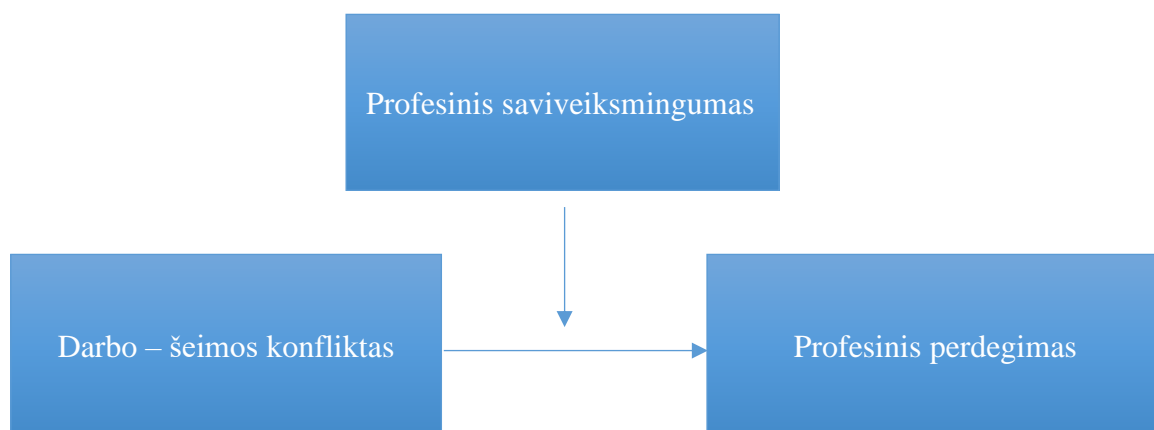 Profesinis saviveiksmingumas
Darbo – šeimos konfliktas
Profesinis perdegimas